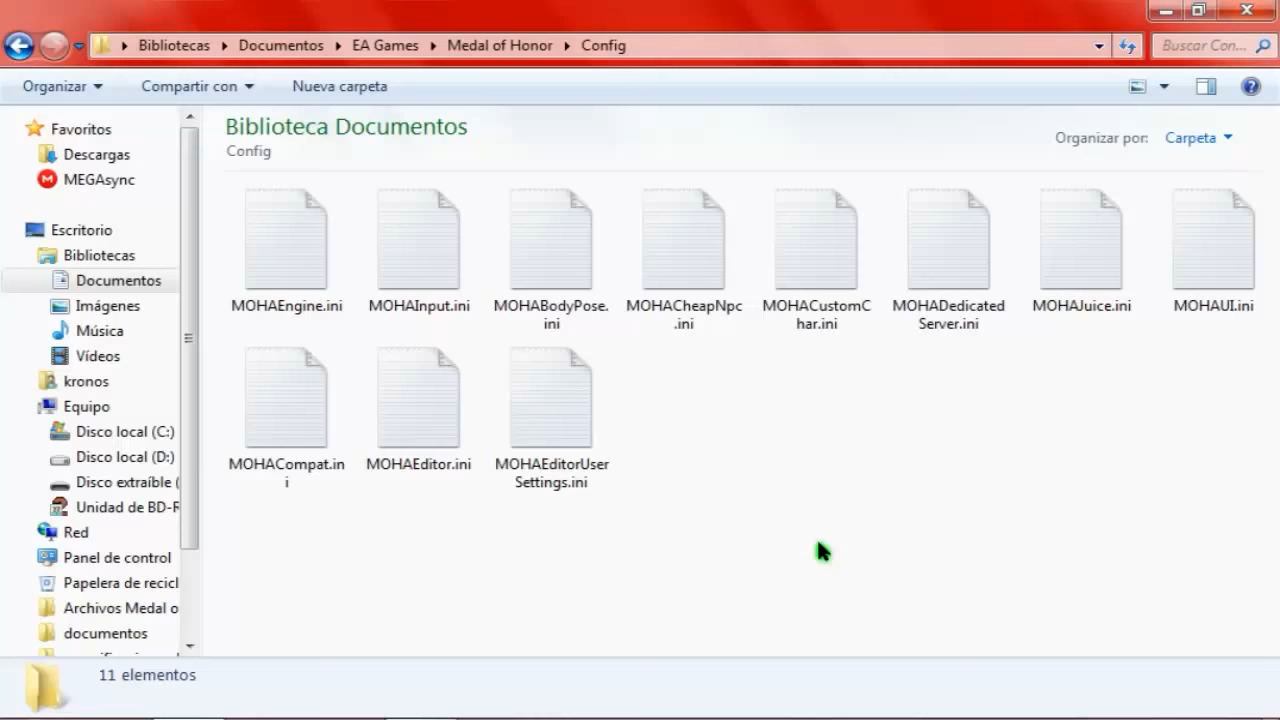 Bibliotecas Documentos EA Games Medal of Honor Config
Buscar Con...
Organizar Compartir con Nueva carpeta
Favoritos
Descargas
MEGAsync
Escritorio
Bibliotecas
Documentos
Imágenes
Música
Vídeos
kronos
Equipo
Disco local (C:)
Disco local (D:)
Disco extraíble (
Unidad de BD-R
Red
Panel de control
Papelera de recicl
Archivos Medal o
documentos
Biblioteca Documentos
Config
Organizar por: Carpeta
MOHAEngine.ini
MOHAInput.ini
MOHABodyPose.
ini
MOHACheapNpc
.ini
MOHACustomC
har.ini
MOHADedicated
Server.ini
MOHAJuice.ini
MOHAUI.ini
MOHACompat.in
i
MOHAEditor.ini
MOHAEditorUser
Settings.ini
11 elementos